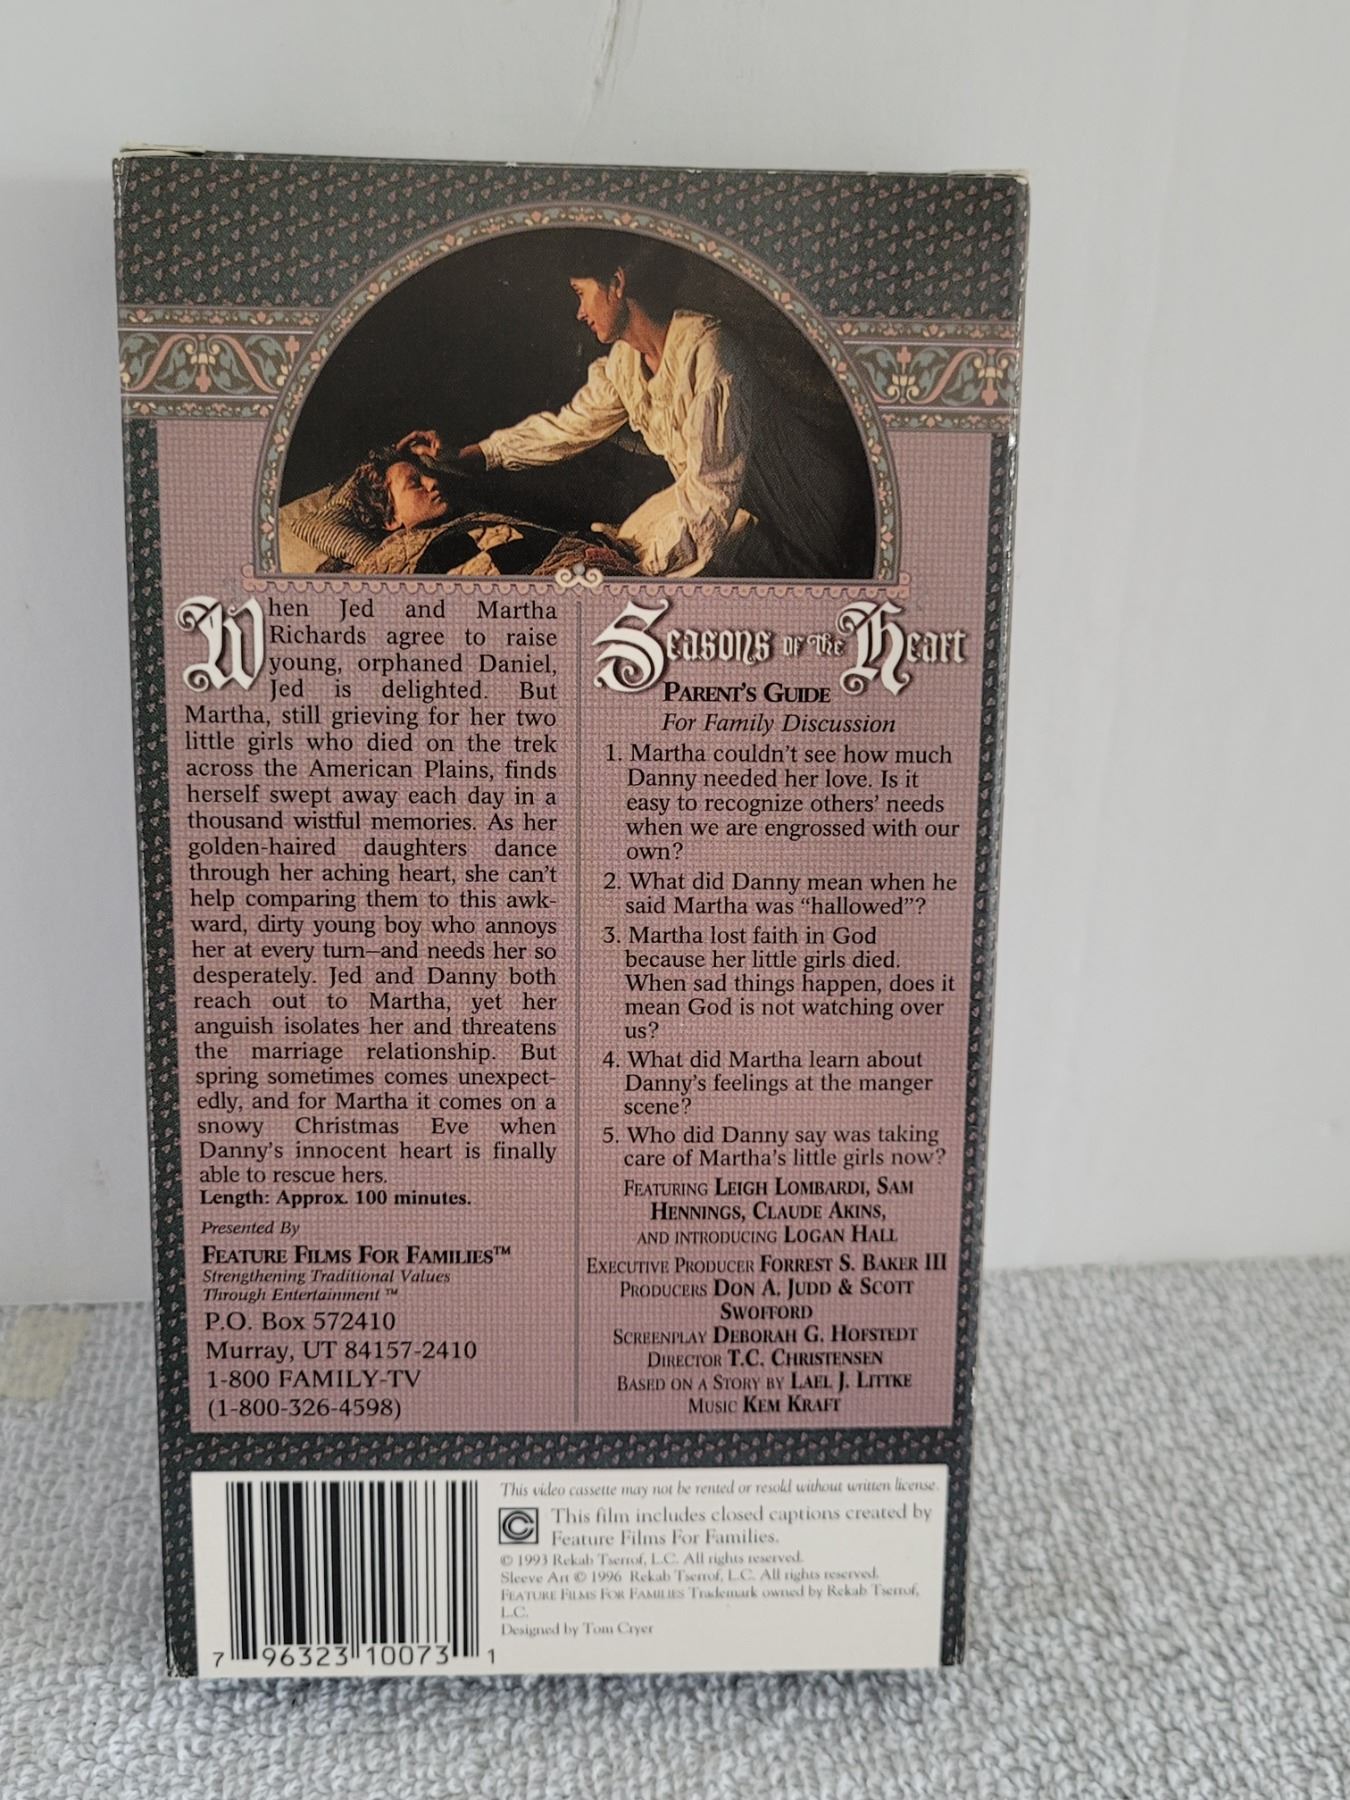 When Jed and Martha
Richards agree to raise
young, orphaned Daniel,
Jed is delighted. But
Martha, still grieving for her two
little girls who died on the trek
across the American Plains, finds
herself swept away each day in a
thousand wistful memories. As her
golden-haired daughters dance
through her aching heart, she can't
help comparing them to this awk-
ward, dirty young boy who annoys
her at every turn—and needs her so
desperately. Jed and Danny both
reach out to Martha, yet her
anguish isolates her and threatens
the marriage relationship. But
spring sometimes comes unexpect-
edly, and for Martha it comes on a
snowy Christmas Eve when
Danny's innocent heart is finally
able to rescue hers.
Length: Approx. 100 minutes.
Presented By
FEATURE FILMS FOR FAMILIES™
Strengthening Traditional Values
Through Entertainment ™
P.O. Box 572410
Murray, UT 84157-2410
1-800 FAMILY-TV
(1-800-326-4598)
Seasons of the Heart
PARENT'S GUIDE
For Family Discussion
1. Martha couldn't see how much
Danny needed her love. Is it
easy to recognize others' needs
when we are engrossed with our
own?
2. What did Danny mean when he
said Martha was “hallowed”?
3. Martha lost faith in God
because her little girls died.
When sad things happen, does it
mean God is not watching over
us?
4. What did Martha learn about
Danny's feelings at the manger
scene?
5. Who did Danny say was taking
care of Martha's little girls now?
FEATURING LEIGH LOMBARDI, SAM
HENNINGS, CLAUDE AKINS,
AND INTRODUCING LOGAN HALL
EXECUTIVE PRODUCER FORREST S. BAKER III
PRODUCERS DON A. JUDD & SCOTT
SWOFFORD
SCREENPLAY DEBORAH G. HOFSTEDT
DIRECTOR T.C. CHRISTENSEN
BASED ON A STORY BY LAEL J. LITTKE
MUSIC KEM KRAFT
This video cassette may not be rented or resold without written license.
This film includes closed captions created by
Feature Films For Families.
© 1993 Rekab Tserrof, L.C. All rights reserved.
Sleeve Art © 1996 Rekab Tserrof, L.C. All rights reserved.
FEATURE FILMS FOR FAMILIES Trademark owned by Rekab Tserrof,
L.C.
Designed by Tom Cryer
7 96323 10073 1